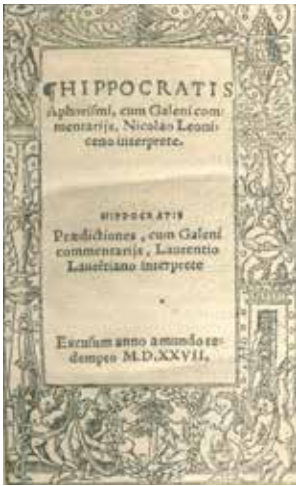 ¶HIPPOCRATIS
Aphorismi, cum Galeni com-
mentarijs, Nicolao Leoni-
ceno interprete.
HIPPOCRATIS
Prædictiones, cum Galeni
commentarijs, Laurentio
Laurẽtiano interprete
Excusum anno a mundo re-
dempto M.D.XXVII.